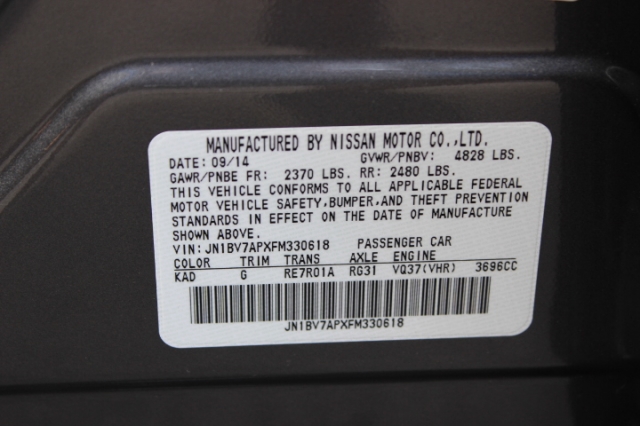 MANUFACTURED BY NISSAN MOTOR CO.,LTD.
DATE: 09/14 GVWR/PNBV: 4828 LBS.
GAWR/PNBE FR: 2370 LBS. RR: 2480 LBS.
THIS VEHICLE CONFORMS TO ALL APPLICABLE FEDERAL
MOTOR VEHICLE SAFETY,BUMPER,AND THEFT PREVENTION
STANDARDS IN EFFECT ON THE DATE OF MANUFACTURE
SHOWN ABOVE.
VIN: JN1BV7APXFM330618 PASSENGER CAR
COLOR TRIM TRANS AXLE ENGINE
KAD G RE7R01A RG31 VQ37(VHR) 3696CC
JN1BV7APXFM330618